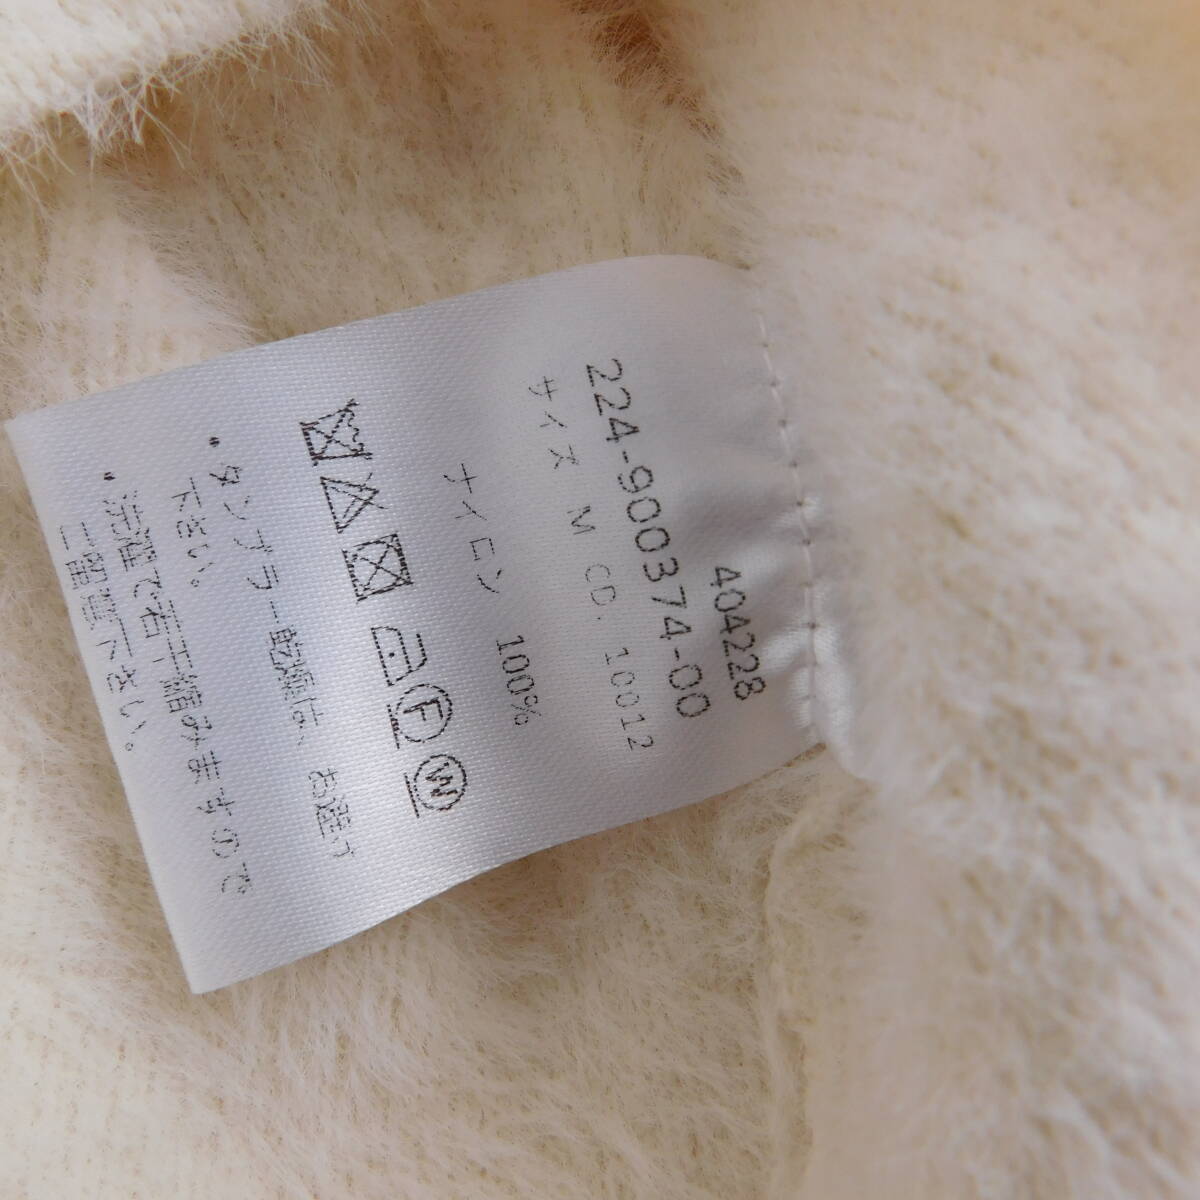 404228
224-900374-00
サイズ M CD. 10012
ナイロン 100%
F W
・タンブラー乾燥は、お避け
下さい。
・洗濯で若干縮みますので
ご留意下さい。